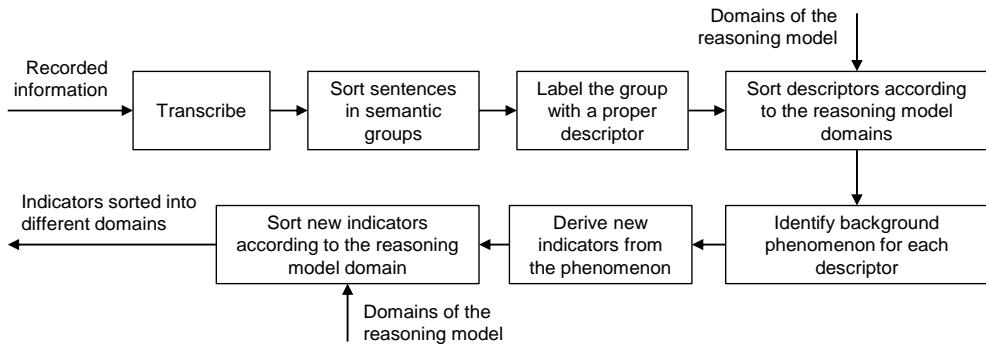 Domains of the
reasoning model
Recorded
information
Transcribe
Sort sentences
in semantic
groups
Label the group
with a proper
descriptor
Sort descriptors according
to the reasoning model
domains
Indicators sorted into
different domains
Sort new indicators
according to the reasoning
model domain
Derive new
indicators from
the phenomenon
Identify background
phenomenon for each
descriptor
Domains of the
reasoning model